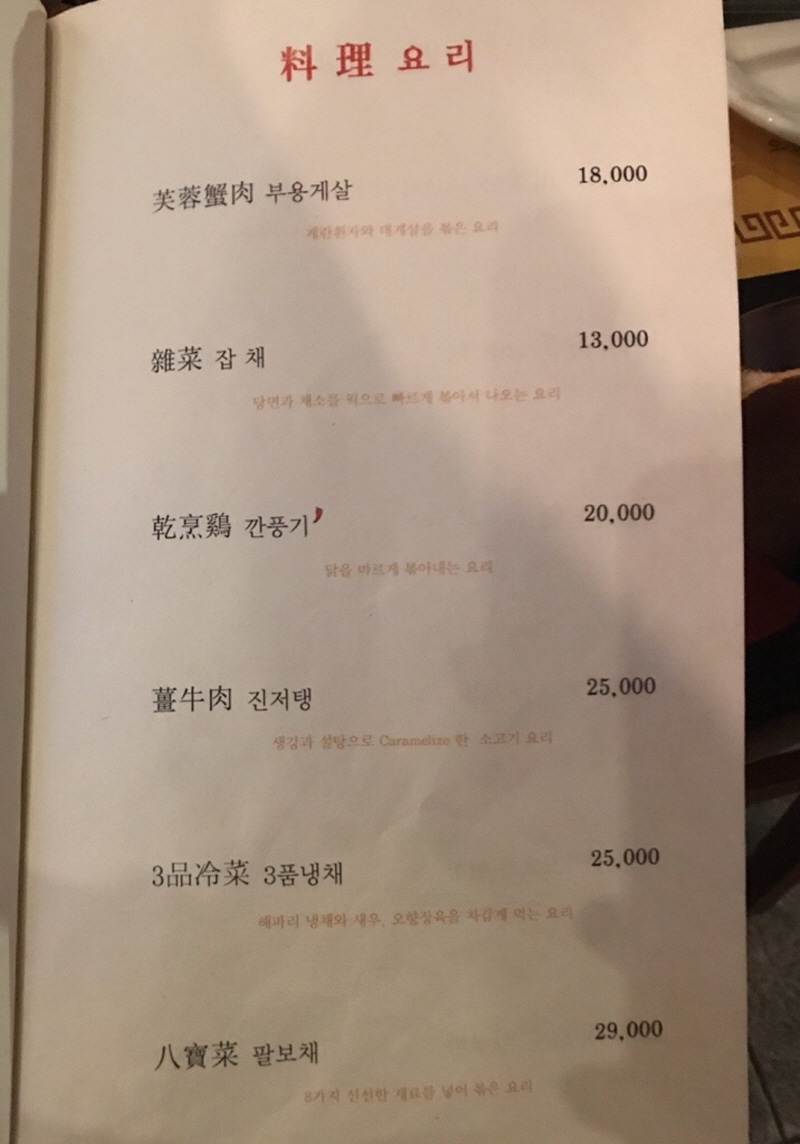 料理 요리
芙蓉蟹肉 부용게살 18,000
계란흰자와 대게살을 볶은 요리
雜菜 잡채 13,000
당면과 채소를 웍으로 빠르게 볶아서 나오는 요리
乾烹鷄 깐풍기 20,000
닭을 마르게 볶아내는 요리
薑牛肉 진저탱 25,000
생강과 설탕으로 Caramelize 한 소고기 요리
3品冷菜 3품냉채 25,000
해파리 냉채와 새우, 오향장육을 차갑게 먹는 요리
八寶菜 팔보채 29,000
8가지 신선한 재료를 넣어 볶은 요리